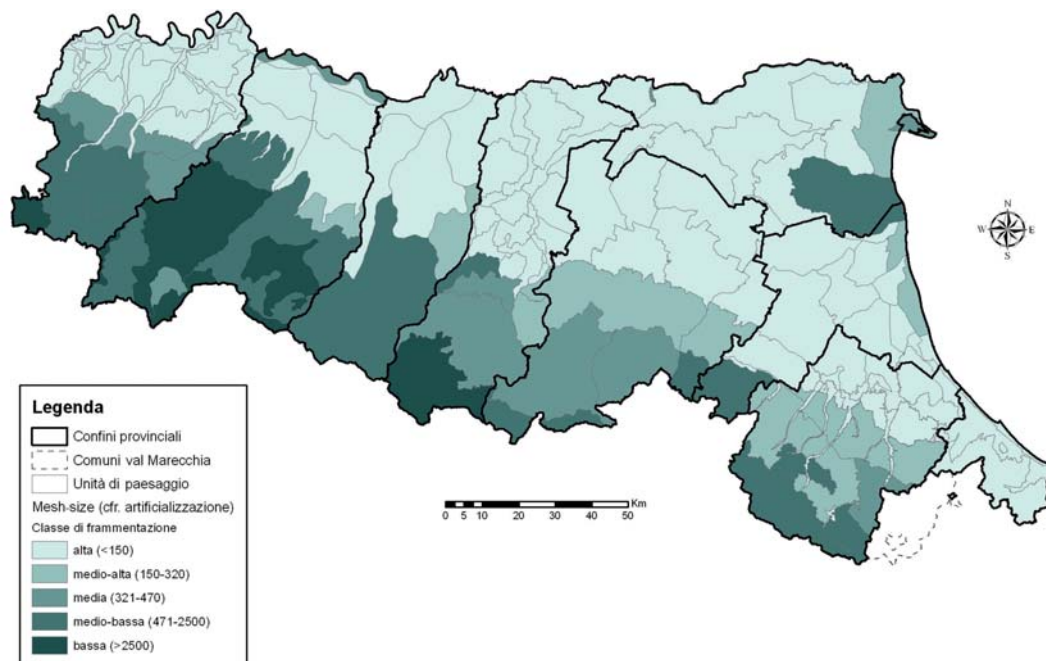 N
W E
S
Legenda
Confini provinciali
Comuni val Marecchia
Unità di paesaggio
Mesh-size (cfr. artificializzazione)
Classe di frammentazione
alta (<150)
medio-alta (150-320)
media (321-470)
medio-bassa (471-2500)
bassa (>2500)
Km
0 5 10 20 30 40 50